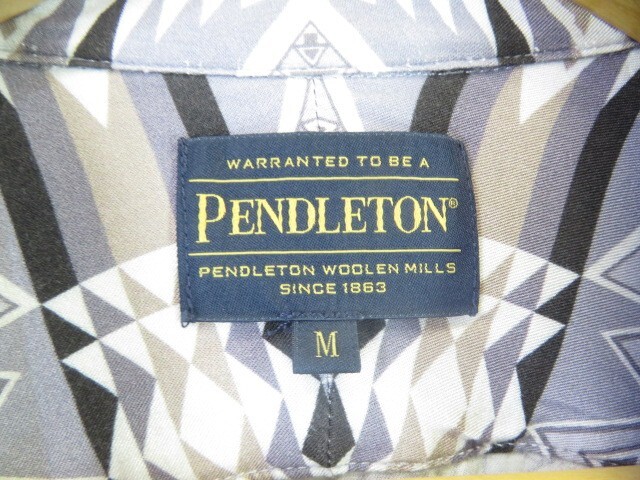 WARRANTED TO BE A
PENDLETON®
PENDLETON WOOLEN MILLS
SINCE 1863
M